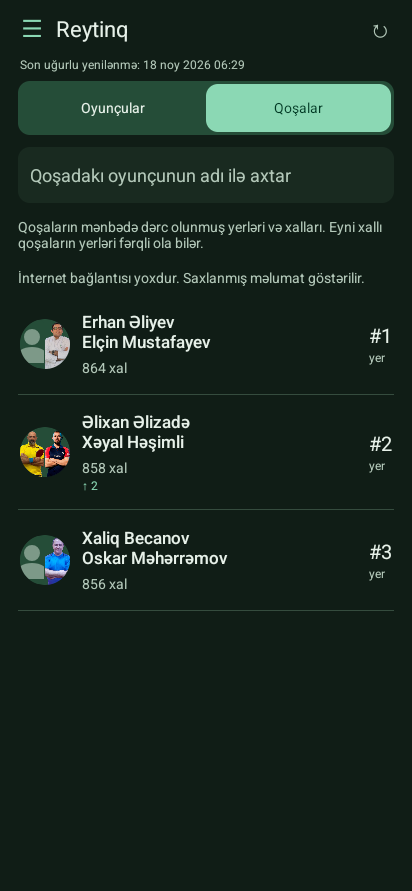 Reytinq
Son uğurlu yenilənmə: 18 noy 2026 06:29
Oyunçular
Qoşalar
Qoşadakı oyunçunun adı ilə axtar
Qoşaların mənbədə dərc olunmuş yerləri və xalları. Eyni xallı
qoşaların yerləri fərqli ola bilər.
İnternet bağlantısı yoxdur. Saxlanmış məlumat göstərilir.
Erhan Əliyev
Elçin Mustafayev
864 xal
#1
yer
Əlixan Əlizadə
Xəyal Həşimli
858 xal
↑ 2
#2
yer
Xaliq Becanov
Oskar Məhərrəmov
856 xal
#3
yer